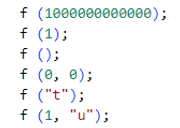 f (1000000000000);
f (1);
f ();
f (0, 0);
f ("t");
f (1, "u");